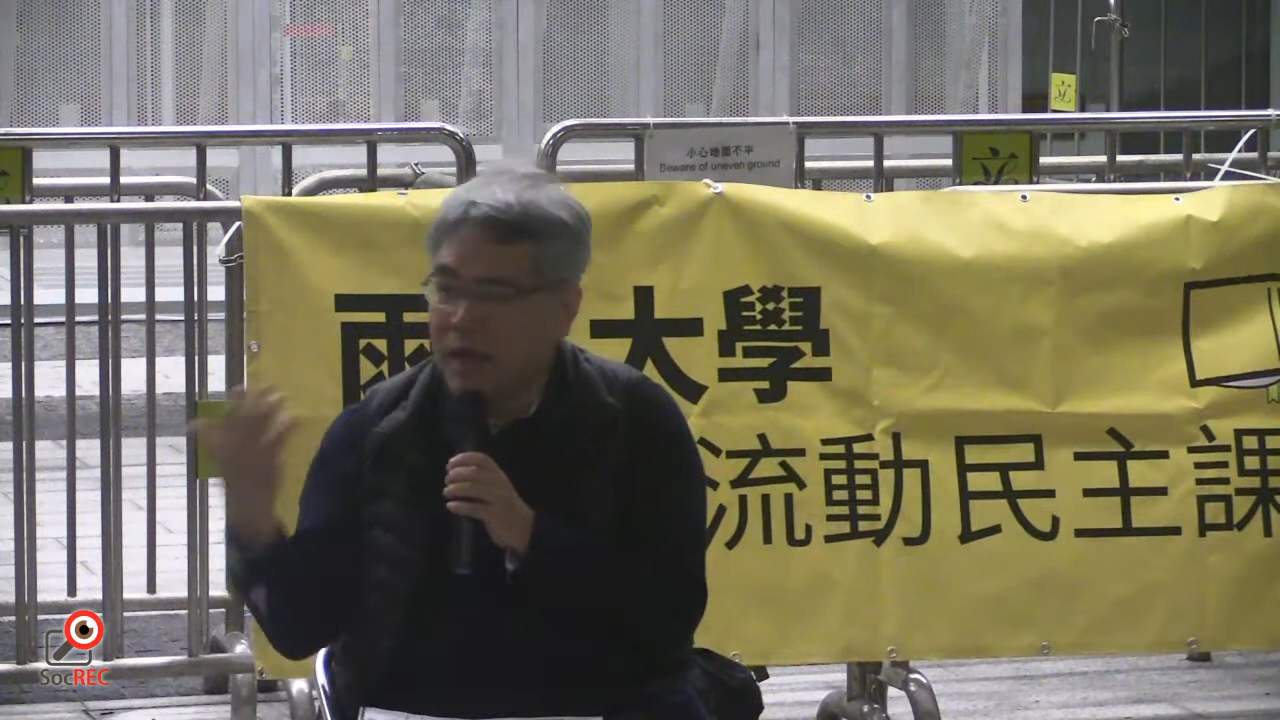 立
小心地面不平
Beware of uneven ground
立
雨 大學
流動民主課
SocREC